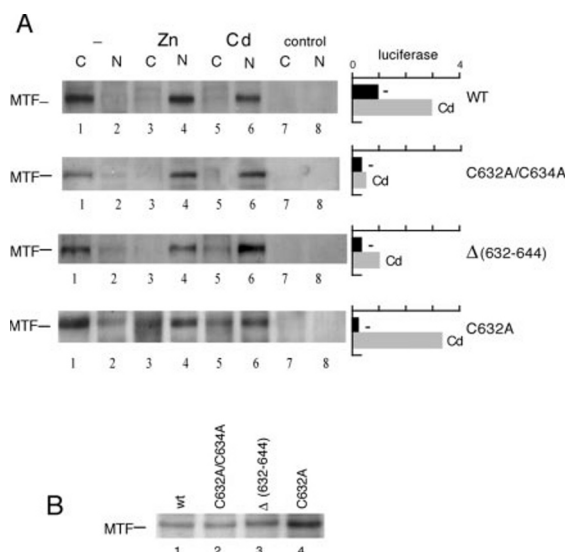 A
– Zn Cd control luciferase
C N C N C N C N 0 4
MTF– - WT
Cd
1 2 3 4 5 6 7 8
MTF— - C632A/C634A
Cd
1 2 3 4 5 6 7 8
MTF— - Δ(632-644)
Cd
1 2 3 4 5 6 7 8
MTF— - C632A
Cd
1 2 3 4 5 6 7 8
B
wt C632A/C634A Δ (632-644) C632A
MTF—
1 2 3 4